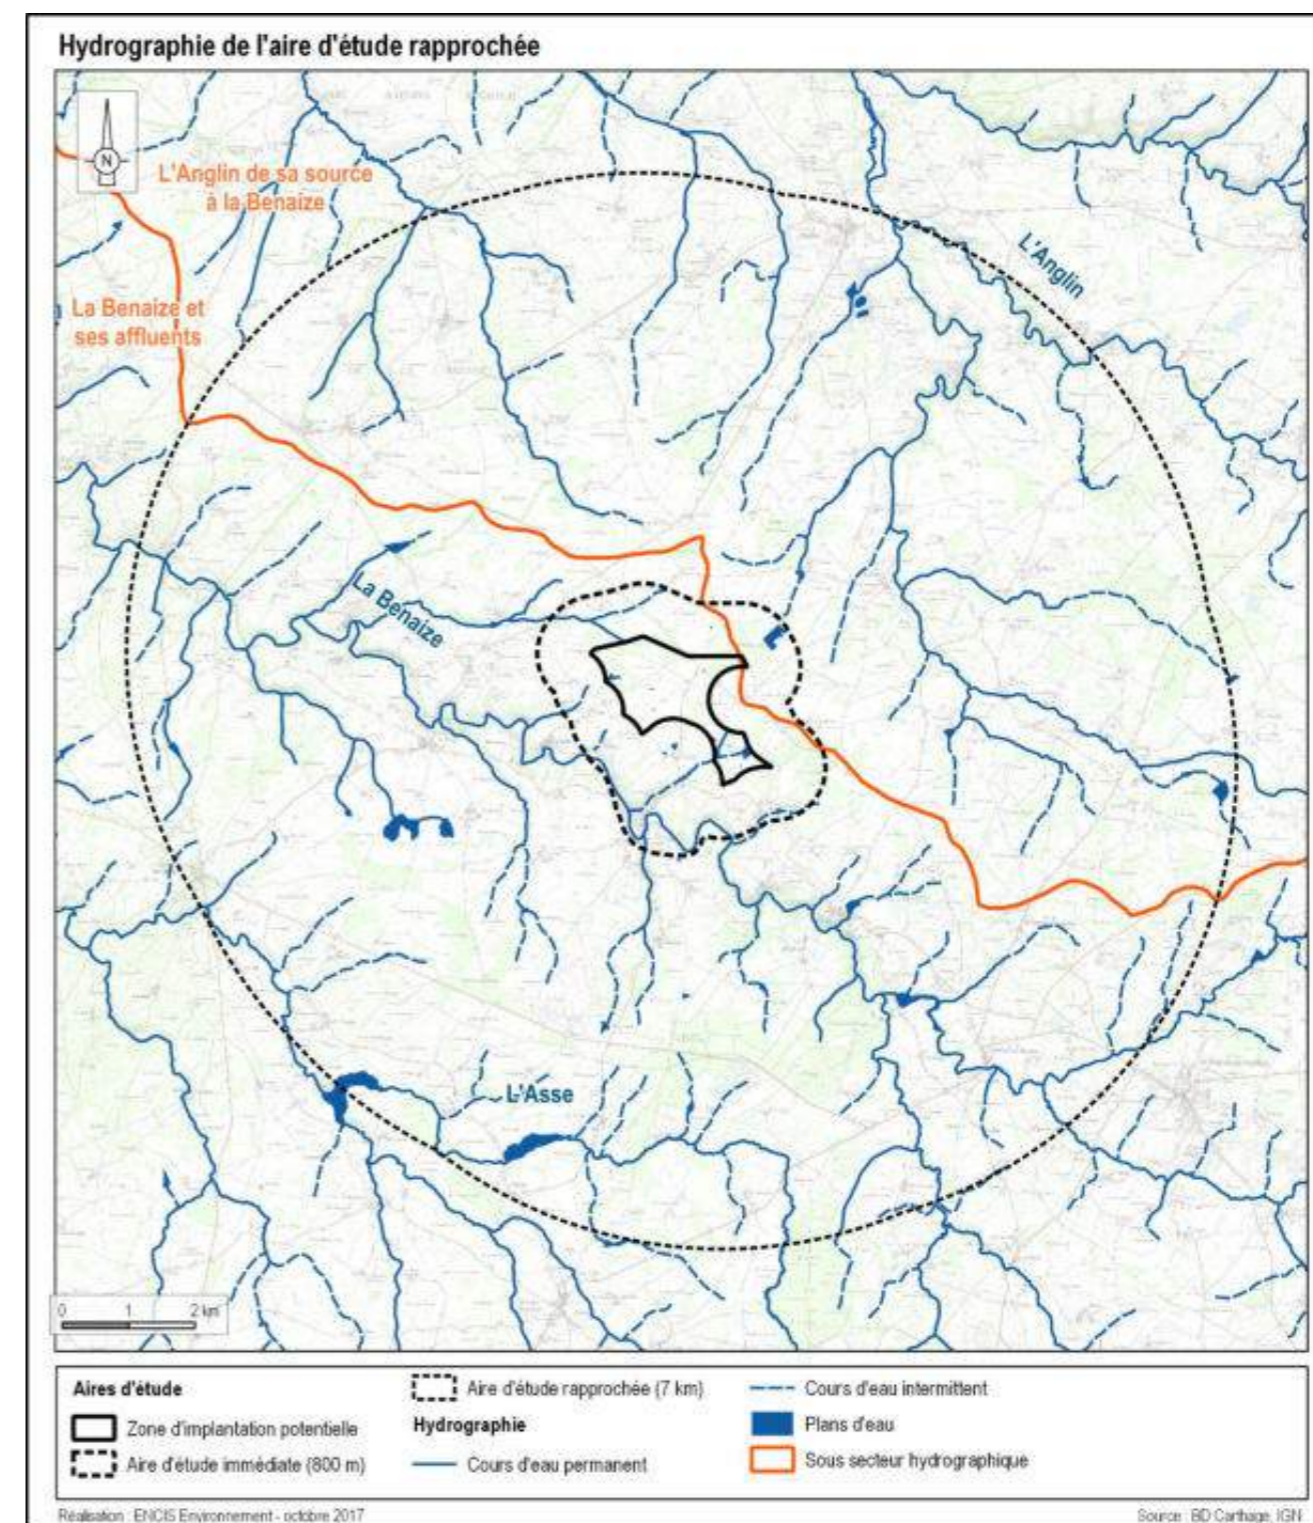 Hydrographie de l'aire d'étude rapprochée
N
L'Anglin de sa source
à la Benaize
L'Anglin
La Benaize et
ses affluents
La Benaize
L'Asse
0 1 2 km
Aires d'étude
Zone d'implantation potentielle
Aire d'étude immédiate (800 m)
Aire d'étude rapprochée (7 km)
Hydrographie
Cours d'eau permanent
Cours d'eau intermittent
Plans d'eau
Sous secteur hydrographique
Réalisation : ENCIS Environnement - octobre 2017
Source : BD Carthage, IGN